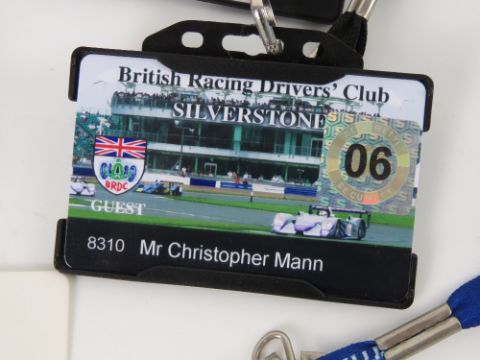 British Racing Drivers' Club
SILVERSTONE
06
BRDC
GUEST
8310 Mr Christopher Mann